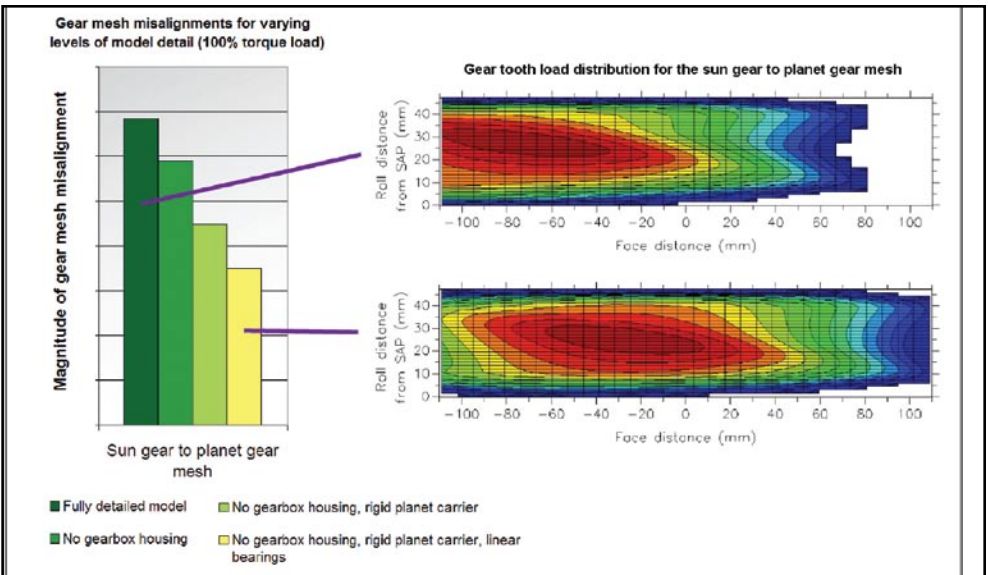 Gear mesh misalignments for varying
levels of model detail (100% torque load)
Magnitude of gear mesh misalignment
Sun gear to planet gear
mesh
Gear tooth load distribution for the sun gear to planet gear mesh
Roll distance
from SAP (mm)
40
30
20
10
0
-100 -80 -60 -40 -20 0 20 40 60 80 100
Face distance (mm)
Roll distance
from SAP (mm)
40
30
20
10
0
-100 -80 -60 -40 -20 0 20 40 60 80 100
Face distance (mm)
Fully detailed model
No gearbox housing, rigid planet carrier
No gearbox housing
No gearbox housing, rigid planet carrier, linear
bearings